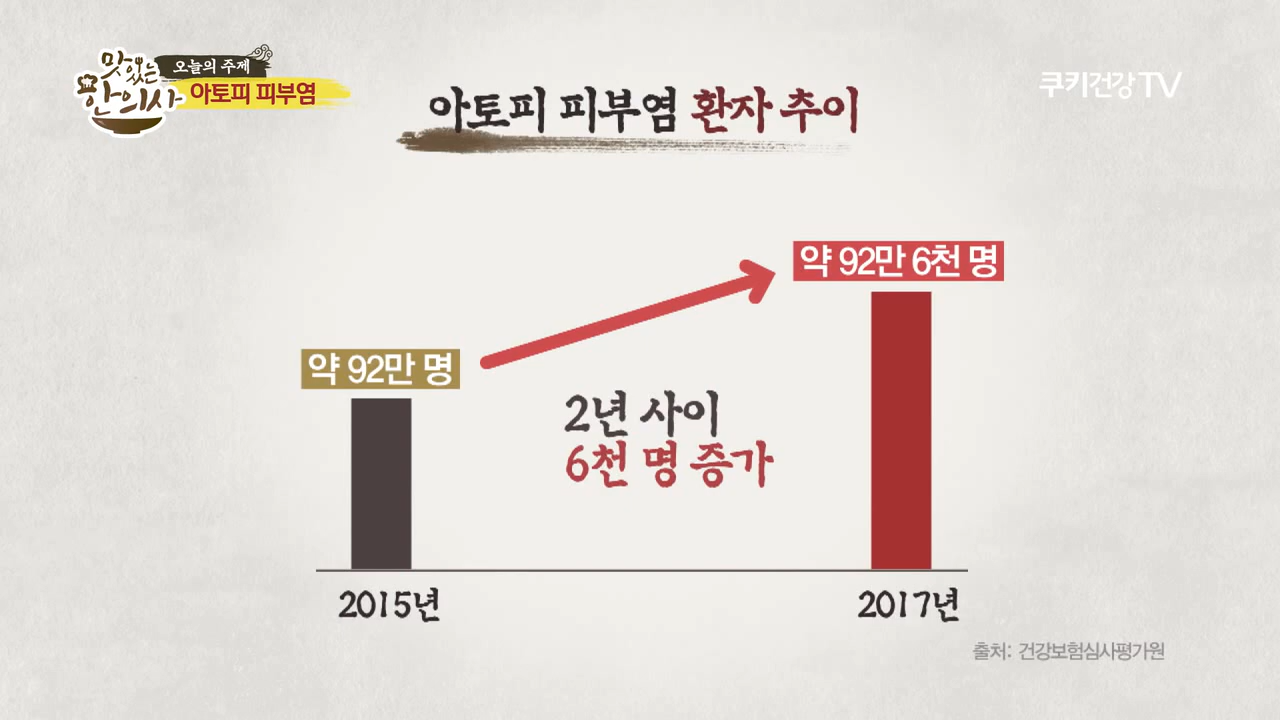 맛있는
한의사
오늘의 주제
아토피 피부염
쿠키건강TV
아토피 피부염 환자 추이
약 92만 6천 명
약 92만 명
2년 사이
6천 명 증가
2015년
2017년
출처: 건강보험심사평가원